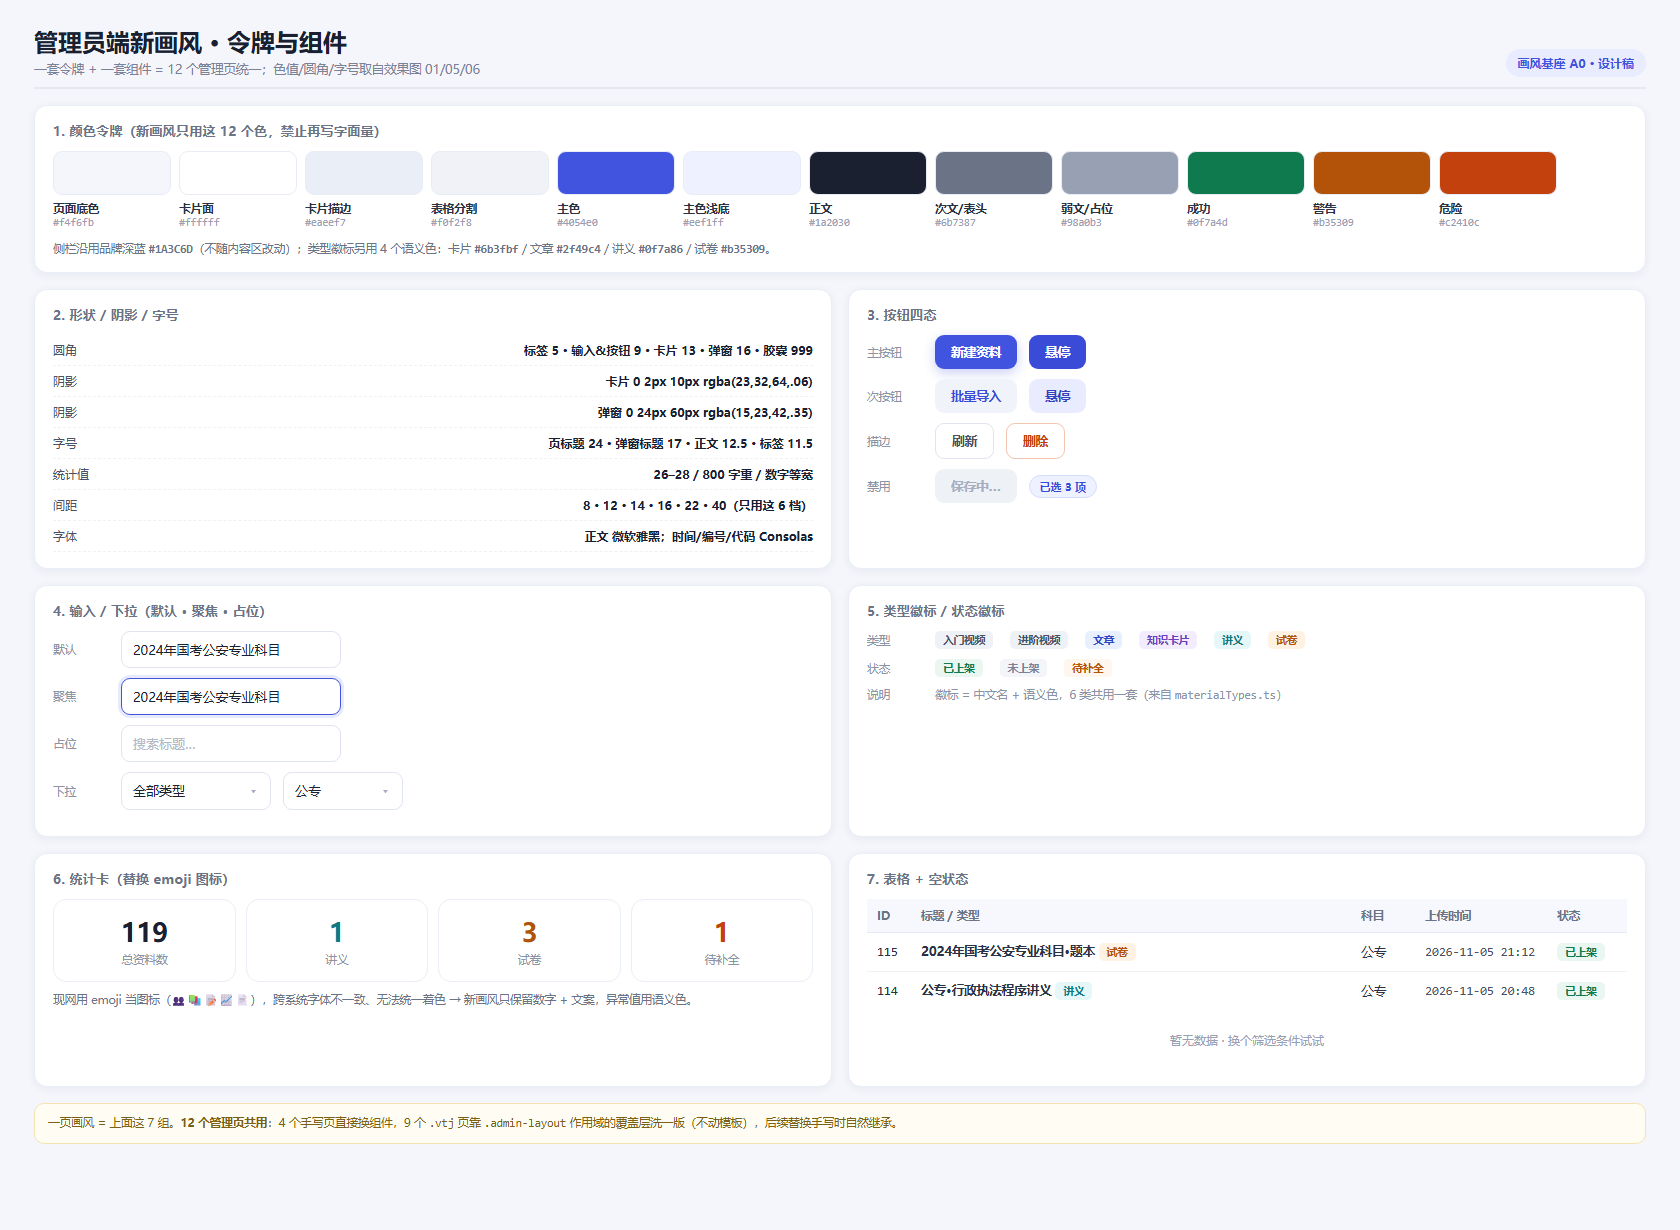 管理员端新画风 • 令牌与组件
一套令牌 + 一套组件 = 12 个管理页统一；色值/圆角/字号取自效果图 01/05/06
画风基座 A0 • 设计稿
1. 颜色令牌（新画风只用这 12 个色，禁止再写字面量）
页面底色
#f4f6fb
卡片面
#ffffff
卡片描边
#eaeef7
表格分割
#f0f2f8
主色
#4054e0
主色浅底
#eef1ff
正文
#1a2030
次文/表头
#6b7387
弱文/占位
#98a0b3
成功
#0f7a4d
警告
#b35309
危险
#c2410c
侧栏沿用品牌深蓝 #1A3C6D（不随内容区改动）；类型徽标另用 4 个语义色：卡片 #6b3fbf / 文章 #2f49c4 / 讲义 #0f7a86 / 试卷 #b35309。
2. 形状 / 阴影 / 字号
圆角 标签 5 • 输入&按钮 9 • 卡片 13 • 弹窗 16 • 胶囊 999
阴影 卡片 0 2px 10px rgba(23,32,64,.06)
阴影 弹窗 0 24px 60px rgba(15,23,42,.35)
字号 页标题 24 • 弹窗标题 17 • 正文 12.5 • 标签 11.5
统计值 26–28 / 800 字重 / 数字等宽
间距 8 • 12 • 14 • 16 • 22 • 40（只用这 6 档）
字体 正文 微软雅黑；时间/编号/代码 Consolas
3. 按钮四态
主按钮 新建资料 悬停
次按钮 批量导入 悬停
描边 刷新 删除
禁用 保存中... 已选 3 项
4. 输入 / 下拉（默认 • 聚焦 • 占位）
默认 2024年国考公安专业科目
聚焦 2024年国考公安专业科目
占位 搜索标题...
下拉 全部类型 公专
5. 类型徽标 / 状态徽标
类型 入门视频 进阶视频 文章 知识卡片 讲义 试卷
状态 已上架 未上架 待补全
说明 徽标 = 中文名 + 语义色，6 类共用一套（来自 materialTypes.ts）
6. 统计卡（替换 emoji 图标）
119
总资料数
1
讲义
3
试卷
1
待补全
现网用 emoji 当图标（👥 📚 📝 📈 📄），跨系统字体不一致、无法统一着色 → 新画风只保留数字 + 文案，异常值用语义色。
7. 表格 + 空状态
ID 标题 / 类型 科目 上传时间 状态
115 2024年国考公安专业科目•题本 试卷 公专 2026-11-05 21:12 已上架
114 公专•行政执法程序讲义 讲义 公专 2026-11-05 20:48 已上架
暂无数据 · 换个筛选条件试试
一页画风 = 上面这 7 组。12 个管理页共用：4 个手写页直接换组件，9 个 .vtj 页靠 .admin-layout 作用域的覆盖层洗一版（不动模板），后续替换手写时自然继承。